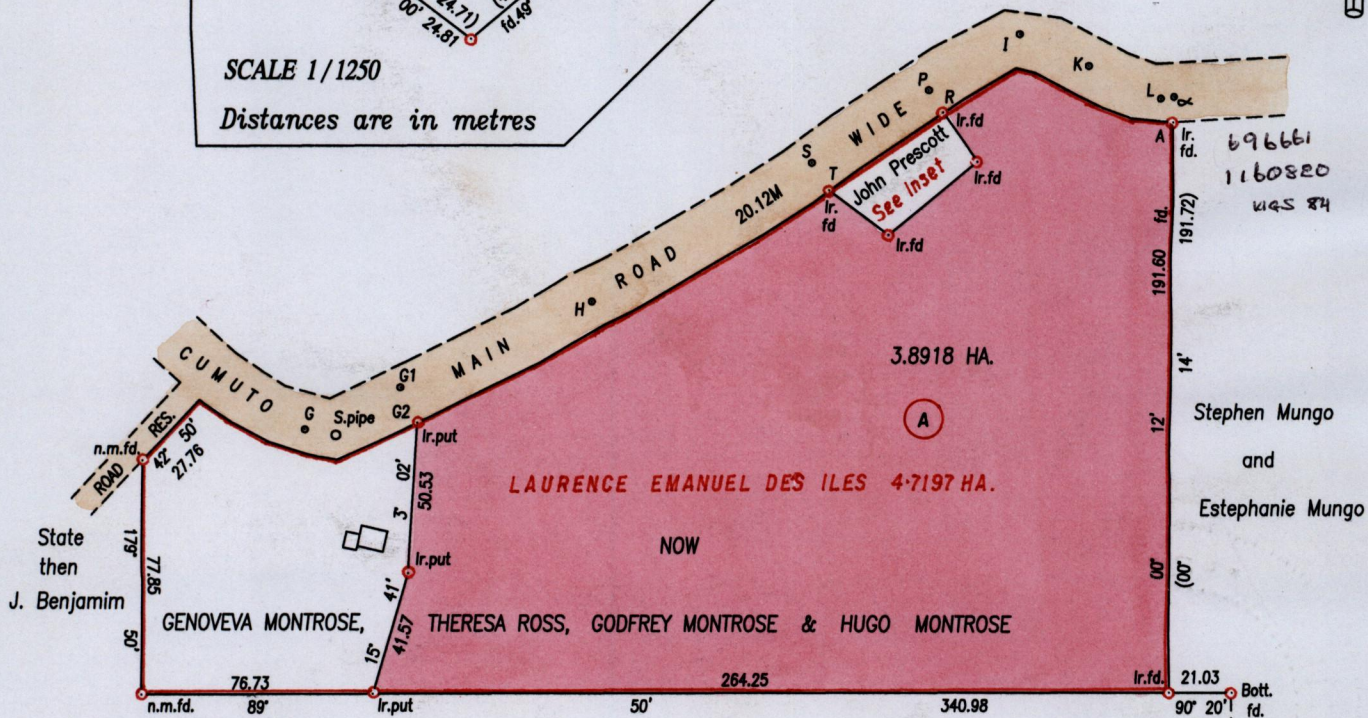 24.71)
00' 24.81
fd.49°
SCALE 1/1250
Distances are in metres
CUMUTO MAIN ROAD 20.12M WIDE
I
K
L
α
P
R
Ir.fd
A
Ir.
fd.
696661
1160820
S
T
Ir.
fd
John Prescott
See Inset
Ir.fd
Ir.fd
fd.
191.60
191.72)
H
3.8918 HA.
A
14'
12'
00°
(00°
G1
G
S.pipe
G2
Ir.put
ROAD RES.
n.m.fd.
42° 50'
27.76
Stephen Mungo
and
Estephanie Mungo
LAURENCE EMANUEL DES ILES 4.7197 HA.
02'
3°
50.53
Ir.put
NOW
State
then
J. Benjamim
179°
50'
77.85
41'
15°
41.57
GENOVEVA MONTROSE, THERESA ROSS, GODFREY MONTROSE & HUGO MONTROSE
76.73
264.25
Ir.fd.
21.03
Bott.
fd.
n.m.fd.
89°
Ir.put
50'
340.98
90° 20'